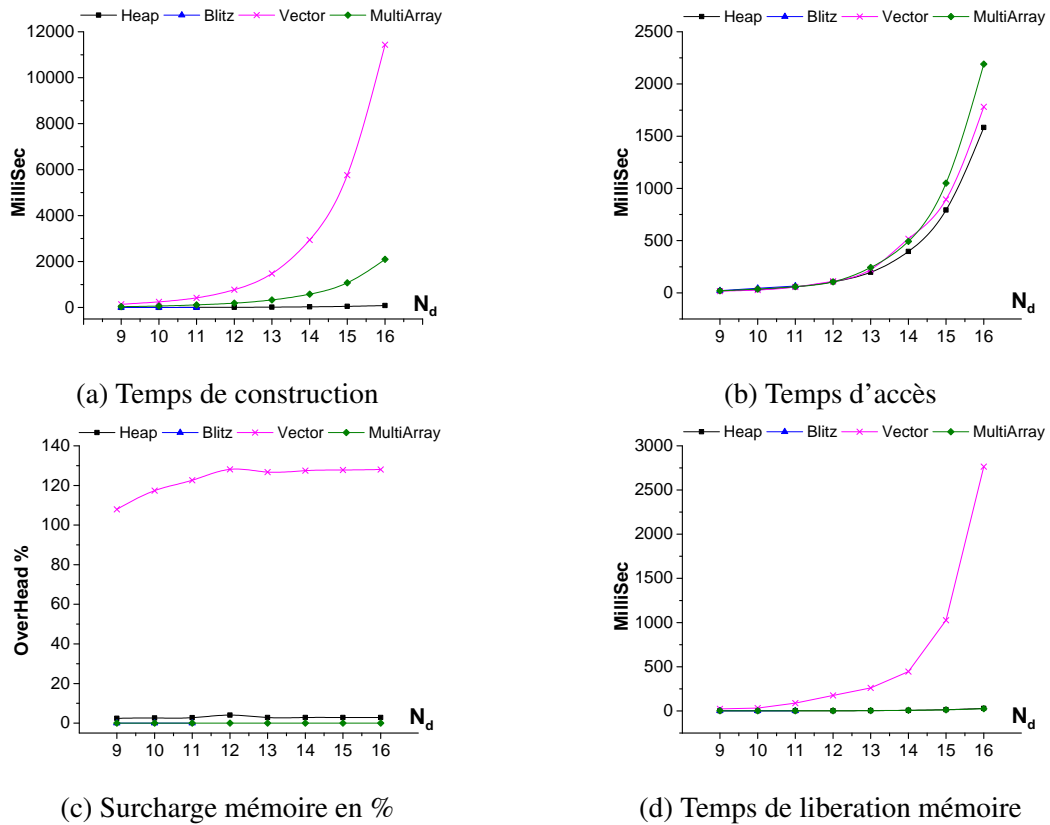 Heap Blitz Vector MultiArray
12000
10000
8000
6000
4000
2000
0
MilliSec
9 10 11 12 13 14 15 16
N_d
(a) Temps de construction
Heap Blitz Vector MultiArray
2500
2000
1500
1000
500
0
MilliSec
9 10 11 12 13 14 15 16
N_d
(b) Temps d'accès
Heap Blitz Vector MultiArray
140
120
100
80
60
40
20
0
OverHead %
9 10 11 12 13 14 15 16
N_d
(c) Surcharge mémoire en %
Heap Blitz Vector MultiArray
3000
2500
2000
1500
1000
500
0
MilliSec
9 10 11 12 13 14 15 16
N_d
(d) Temps de liberation mémoire